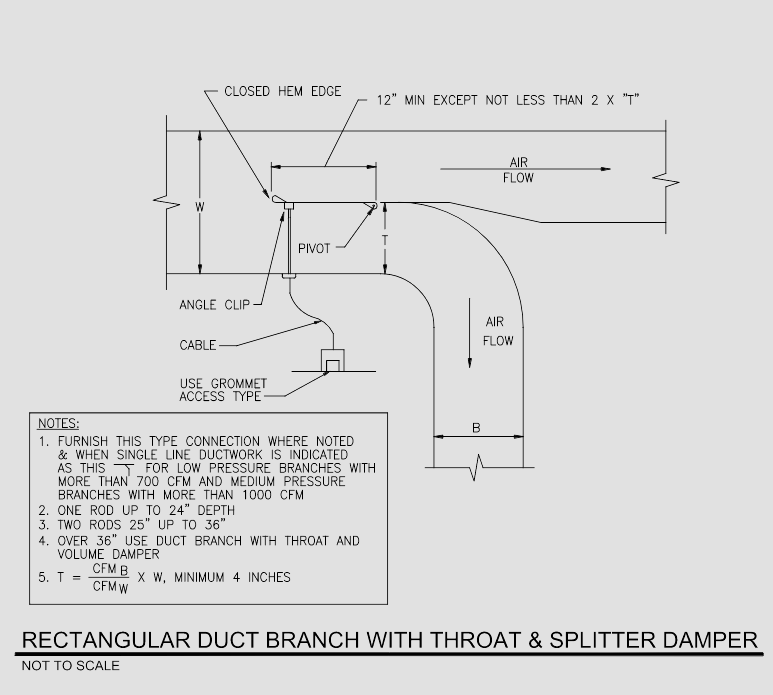 CLOSED HEM EDGE
12" MIN EXCEPT NOT LESS THAN 2 X "T"
AIR
FLOW
W
PIVOT
T
ANGLE CLIP
AIR
FLOW
CABLE
USE GROMMET
ACCESS TYPE
B
NOTES:
1. FURNISH THIS TYPE CONNECTION WHERE NOTED
& WHEN SINGLE LINE DUCTWORK IS INDICATED
AS THIS FOR LOW PRESSURE BRANCHES WITH
MORE THAN 700 CFM AND MEDIUM PRESSURE
BRANCHES WITH MORE THAN 1000 CFM
2. ONE ROD UP TO 24" DEPTH
3. TWO RODS 25" UP TO 36"
4. OVER 36" USE DUCT BRANCH WITH THROAT AND
VOLUME DAMPER
5. T = CFM B / CFM W X W, MINIMUM 4 INCHES
RECTANGULAR DUCT BRANCH WITH THROAT & SPLITTER DAMPER
NOT TO SCALE